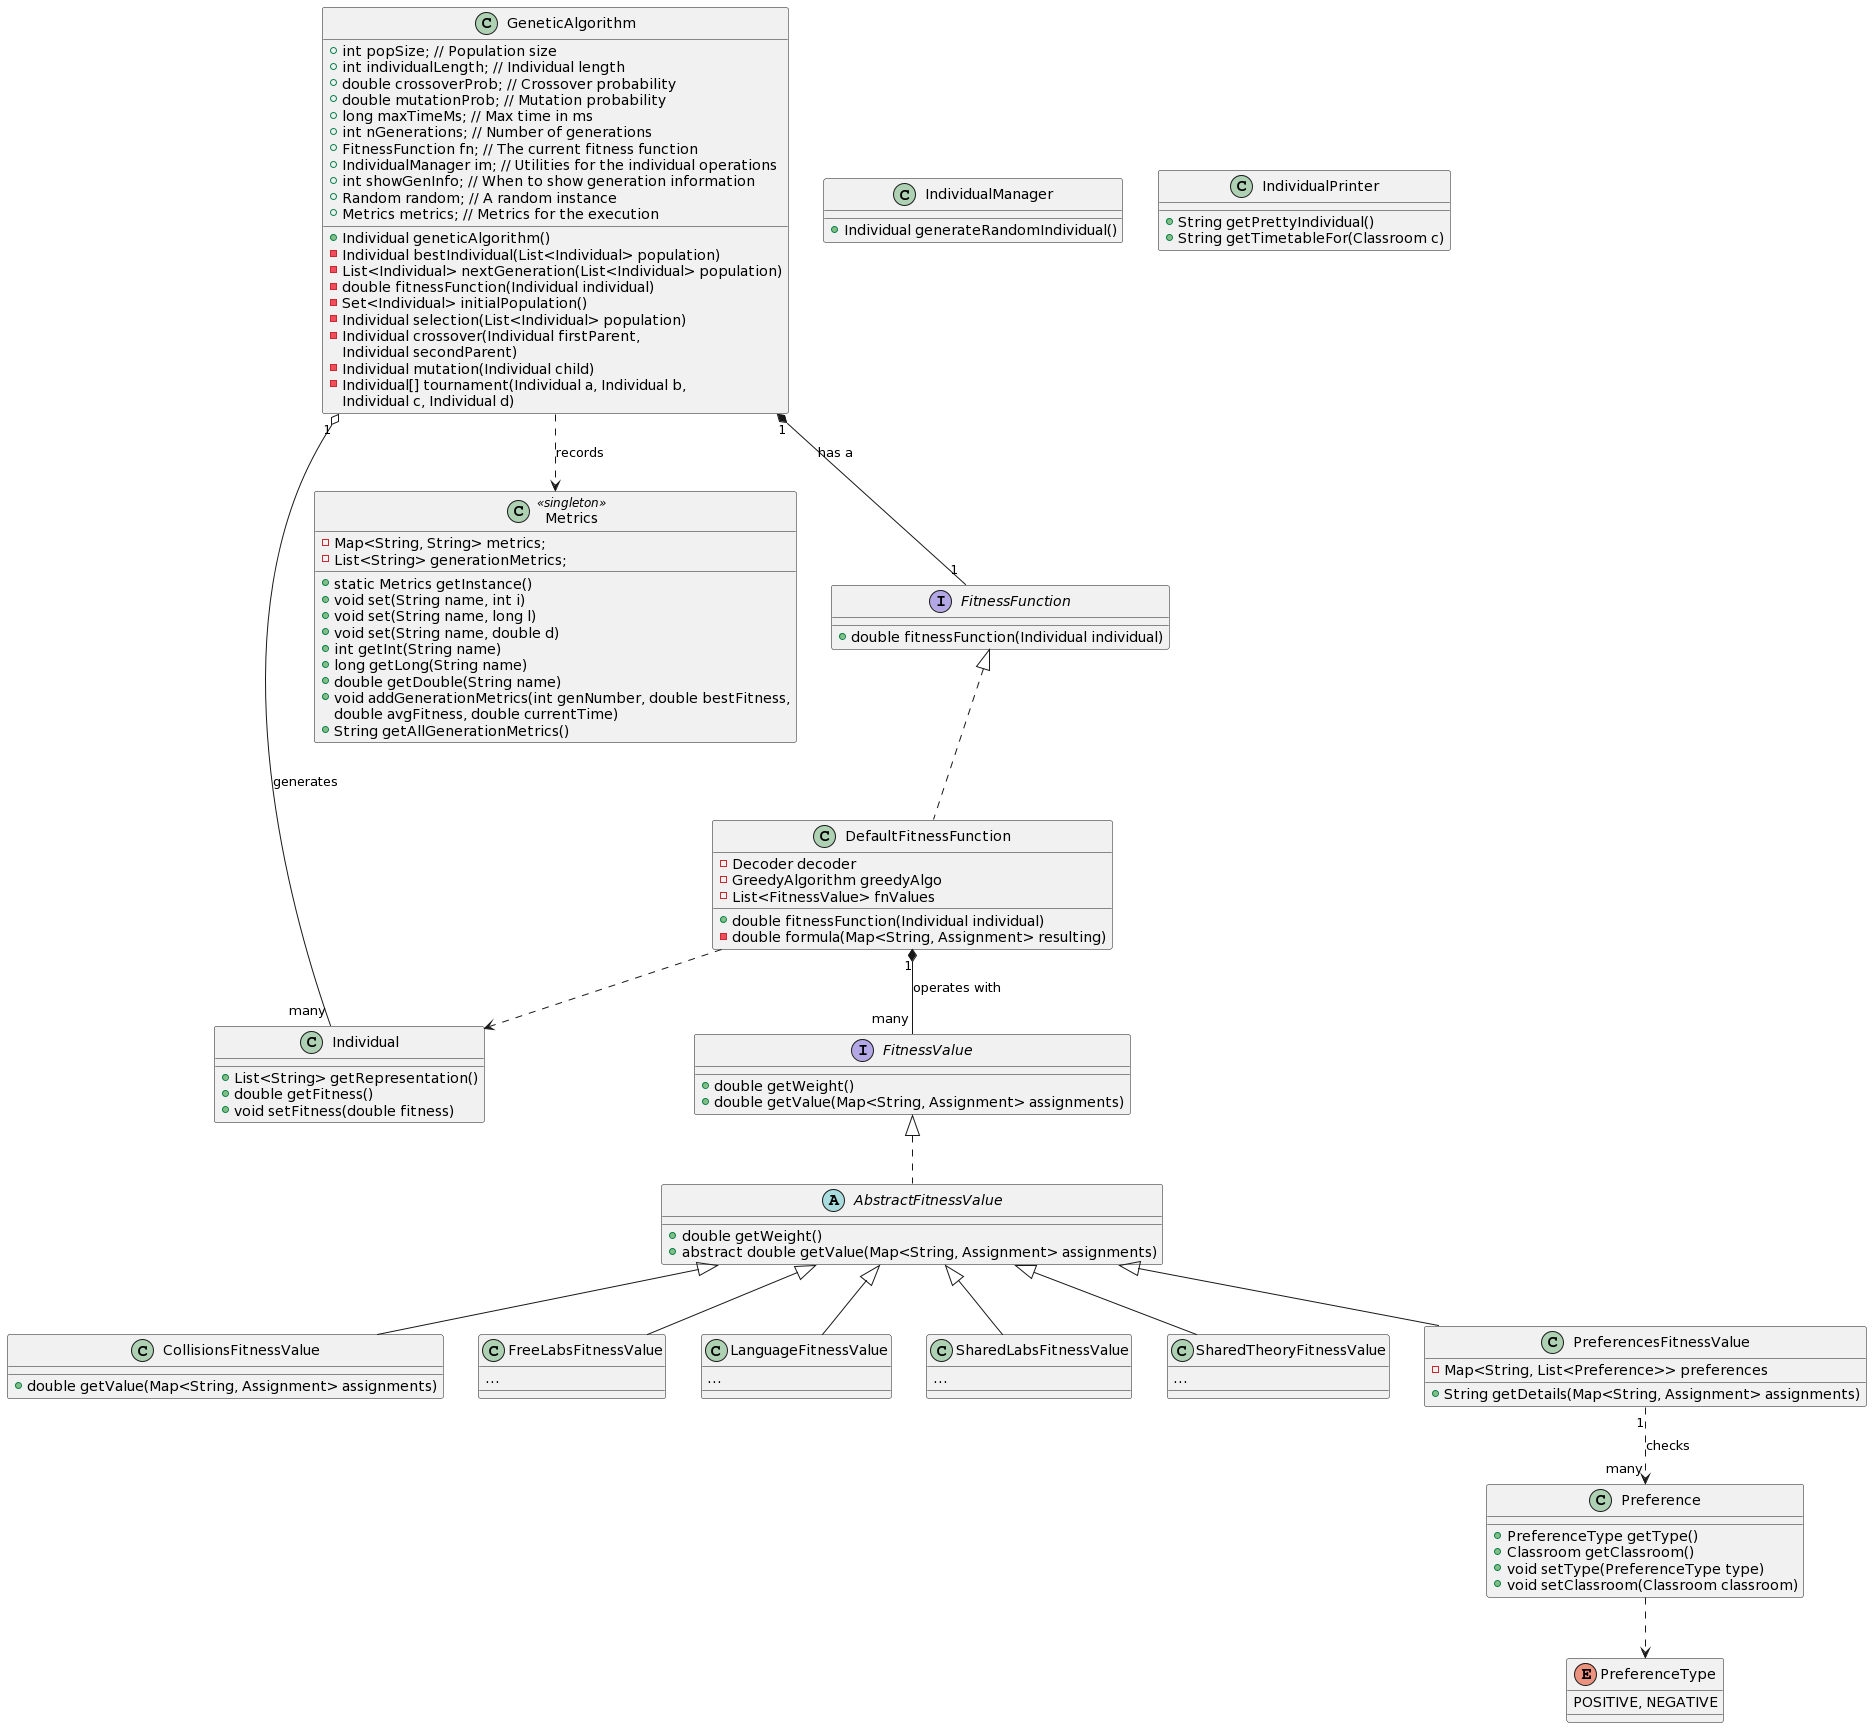 C GeneticAlgorithm
int popSize; // Population size
int individualLength; // Individual length
double crossoverProb; // Crossover probability
double mutationProb; // Mutation probability
long maxTimeMs; // Max time in ms
int nGenerations; // Number of generations
FitnessFunction fn; // The current fitness function
IndividualManager im; // Utilities for the individual operations
int showGenInfo; // When to show generation information
Random random; // A random instance
Metrics metrics; // Metrics for the execution
Individual geneticAlgorithm()
Individual bestIndividual(List<Individual> population)
List<Individual> nextGeneration(List<Individual> population)
double fitnessFunction(Individual individual)
Set<Individual> initialPopulation()
Individual selection(List<Individual> population)
Individual crossover(Individual firstParent,
Individual secondParent)
Individual mutation(Individual child)
Individual[] tournament(Individual a, Individual b,
Individual c, Individual d)
C IndividualManager
Individual generateRandomIndividual()
C IndividualPrinter
String getPrettyIndividual()
String getTimetableFor(Classroom c)
1
records
1
has a
1
generates
many
C «singleton»
Metrics
Map<String, String> metrics;
List<String> generationMetrics;
static Metrics getInstance()
void set(String name, int i)
void set(String name, long l)
void set(String name, double d)
int getInt(String name)
long getLong(String name)
double getDouble(String name)
void addGenerationMetrics(int genNumber, double bestFitness,
double avgFitness, double currentTime)
String getAllGenerationMetrics()
I FitnessFunction
double fitnessFunction(Individual individual)
C DefaultFitnessFunction
Decoder decoder
GreedyAlgorithm greedyAlgo
List<FitnessValue> fnValues
double fitnessFunction(Individual individual)
double formula(Map<String, Assignment> resulting)
1
operates with
many
C Individual
List<String> getRepresentation()
double getFitness()
void setFitness(double fitness)
I FitnessValue
double getWeight()
double getValue(Map<String, Assignment> assignments)
A AbstractFitnessValue
double getWeight()
abstract double getValue(Map<String, Assignment> assignments)
C CollisionsFitnessValue
double getValue(Map<String, Assignment> assignments)
C FreeLabsFitnessValue
...
C LanguageFitnessValue
...
C SharedLabsFitnessValue
...
C SharedTheoryFitnessValue
...
C PreferencesFitnessValue
Map<String, List<Preference>> preferences
String getDetails(Map<String, Assignment> assignments)
1
checks
many
C Preference
PreferenceType getType()
Classroom getClassroom()
void setType(PreferenceType type)
void setClassroom(Classroom classroom)
E PreferenceType
POSITIVE, NEGATIVE